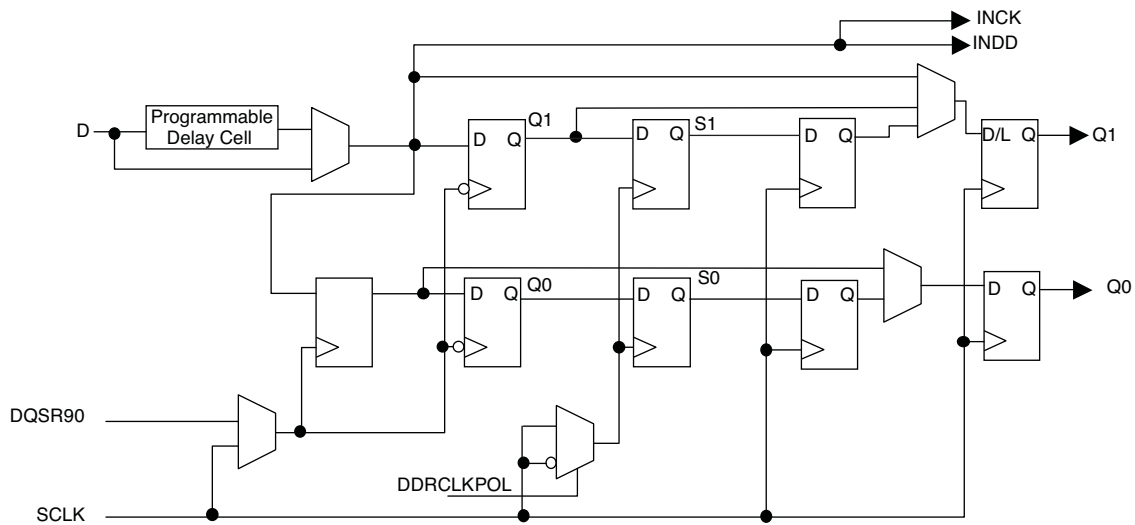 INCK
INDD
Programmable
Delay Cell
D
Q1
D Q
S1
D Q
D Q
D/L Q
Q1
Q0
D Q
S0
D Q
D Q
D Q
Q0
DQSR90
DDRCLKPOL
SCLK